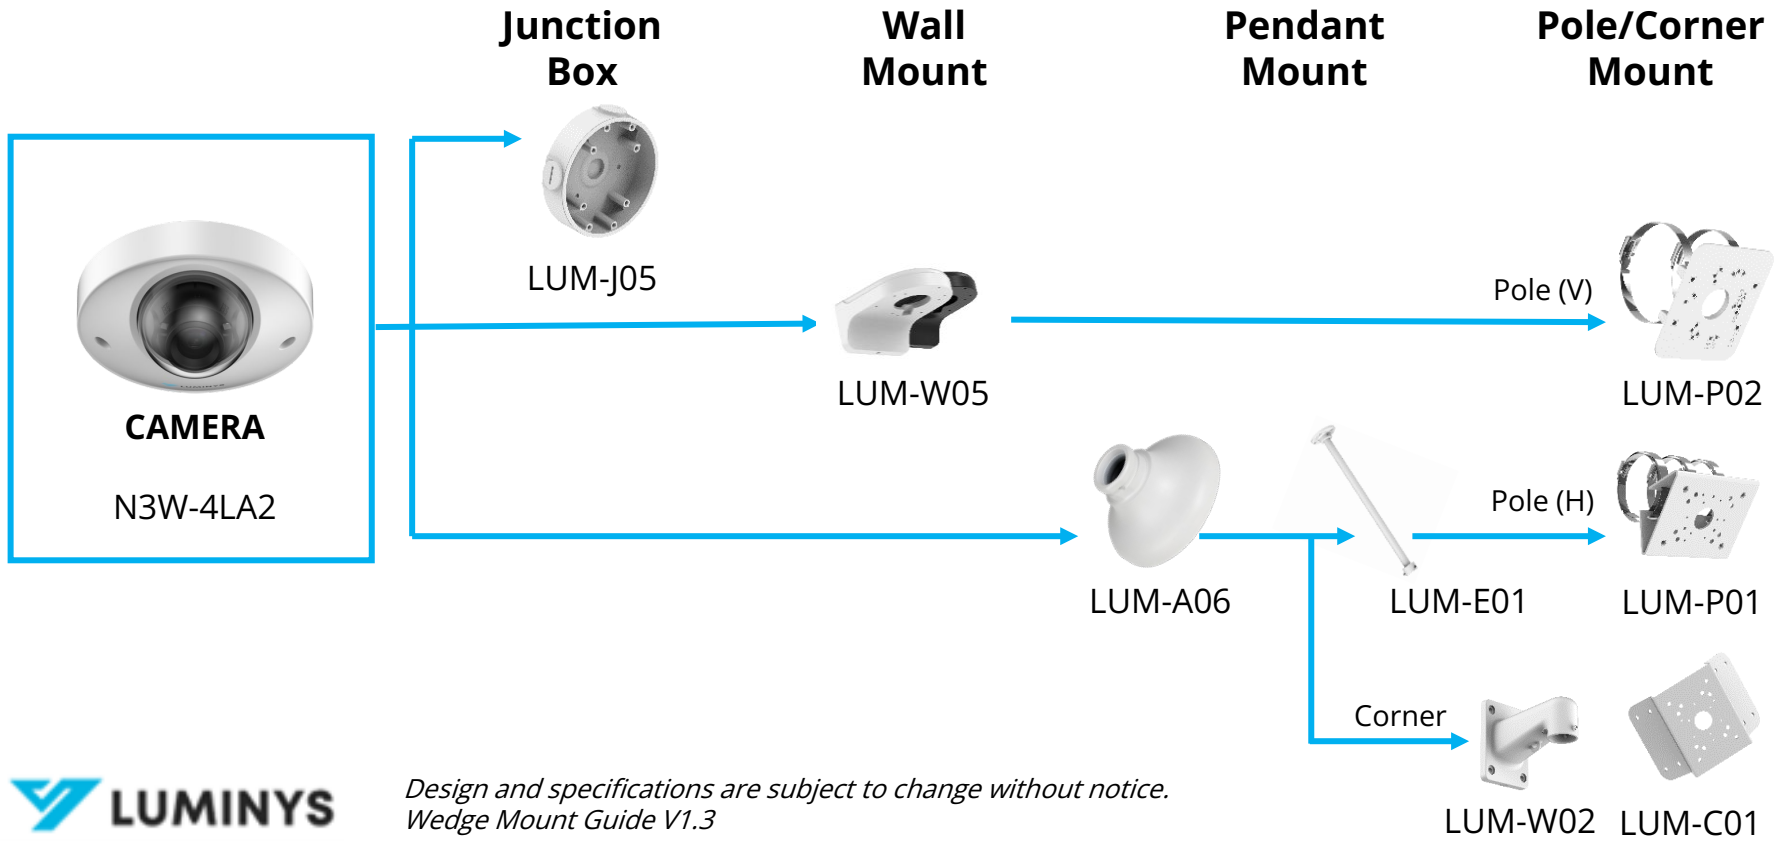 Junction
Box
Wall
Mount
Pendant
Mount
Pole/Corner
Mount
LUM-J05
Pole (V)
LUM-W05
LUM-P02
LUMINYS
CAMERA
N3W-4LA2
Pole (H)
LUM-A06
LUM-E01
LUM-P01
Corner
LUM-W02
LUM-C01
LUMINYS
Design and specifications are subject to change without notice.
Wedge Mount Guide V1.3